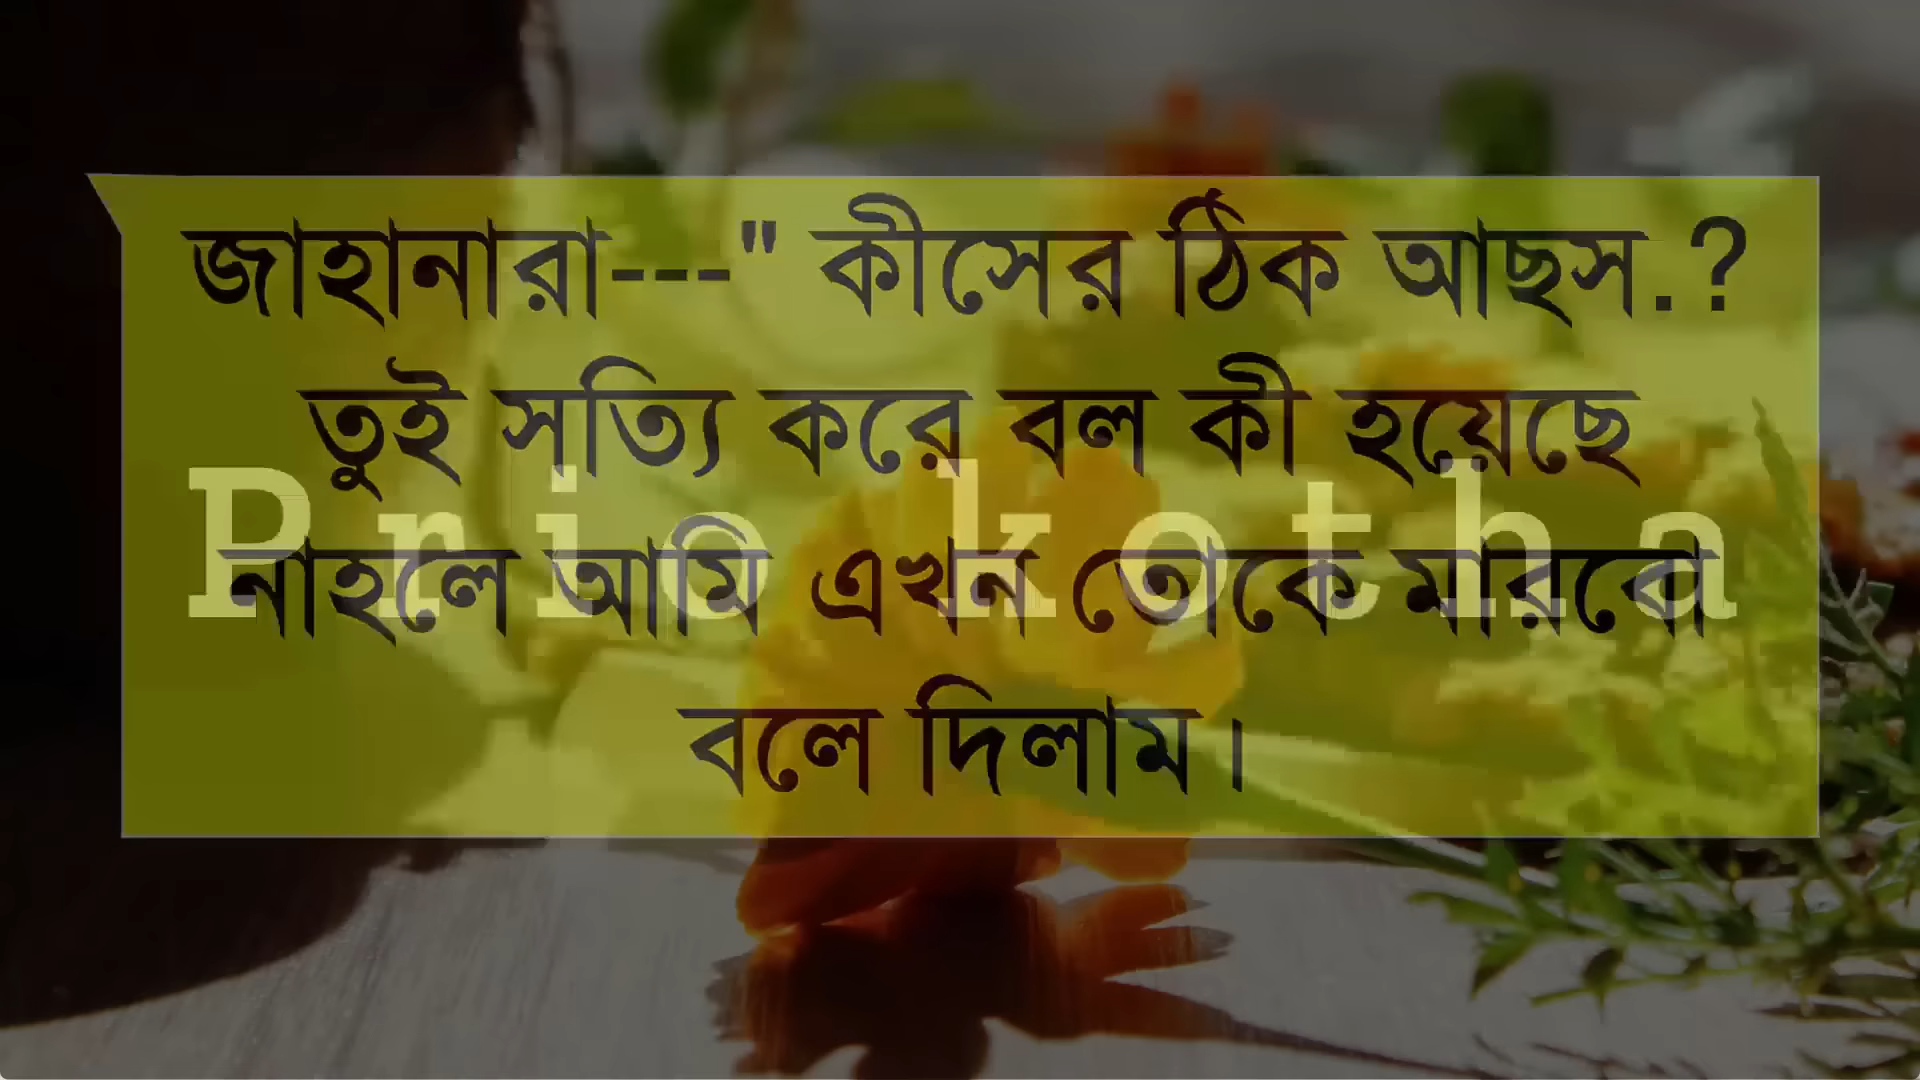 জাহানারা---" কীসের ঠিক আছস.?
তুই সত্যি করে বল কী হয়েছে
নাহলে আমি এখন তোকে মারবো
বলে দিলাম।
Prio kotha